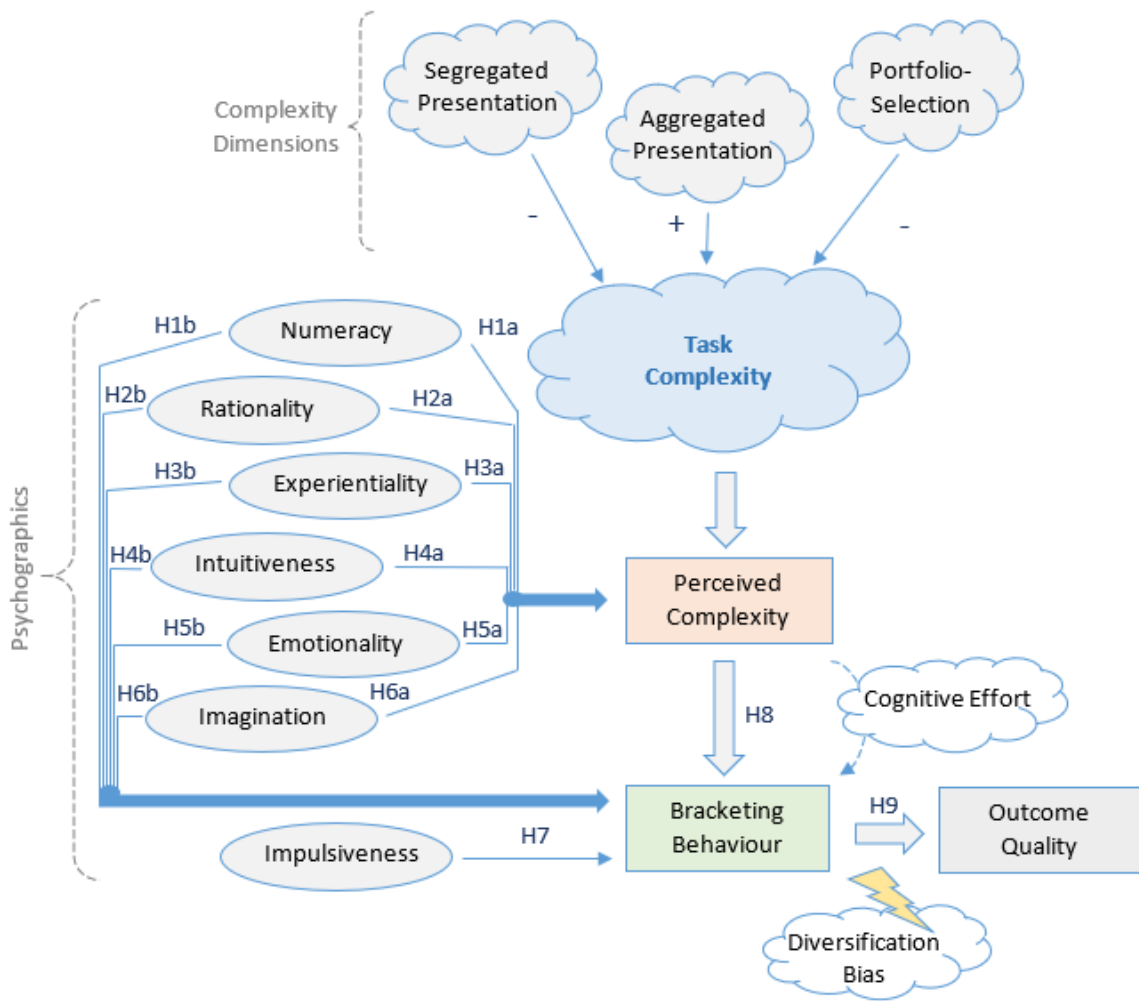 Complexity
Dimensions
Segregated
Presentation
Aggregated
Presentation
Portfolio-
Selection
-
+
-
Task
Complexity
Psychographics
H1b
Numeracy
H1a
H2b
Rationality
H2a
H3b
Experientiality
H3a
H4b
Intuitiveness
H4a
H5b
Emotionality
H5a
H6b
Imagination
H6a
Perceived
Complexity
Cognitive Effort
H8
Bracketing
Behaviour
H9
Outcome
Quality
Impulsiveness
H7
Diversification
Bias